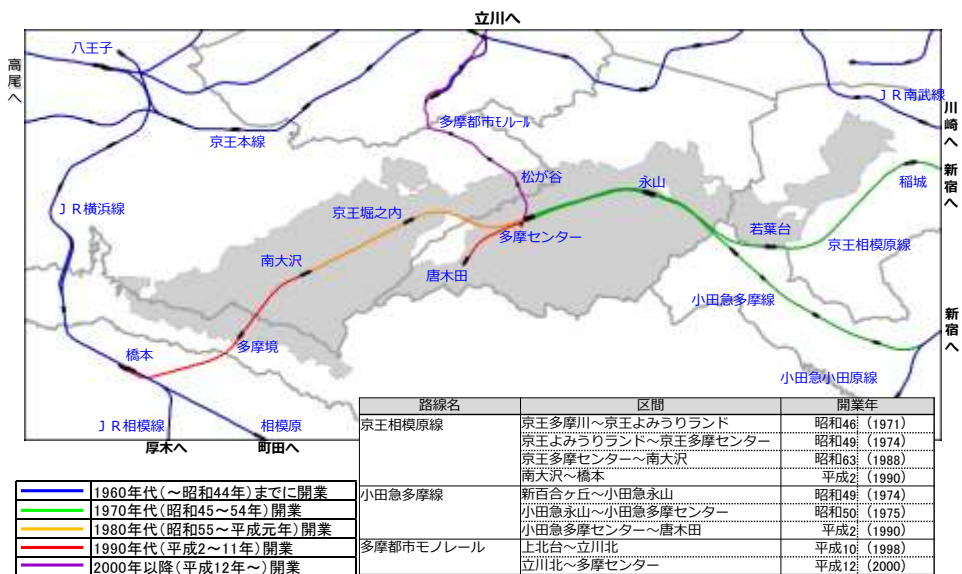 立川へ
八王子
高尾へ
ＪＲ南武線
川崎へ
多摩都市ﾓﾉﾚｰﾙ
京王本線
松が谷
永山
稲城
新宿へ
ＪＲ横浜線
京王堀之内
多摩センター
若葉台
京王相模原線
南大沢
唐木田
小田急多摩線
新宿へ
多摩境
橋本
小田急小田原線
ＪＲ相模線
相模原
厚木へ
町田へ
路線名 区間 開業年
京王相模原線 京王多摩川～京王よみうりランド 昭和46 (1971)
京王よみうりランド～京王多摩センター 昭和49 (1974)
京王多摩センター～南大沢 昭和63 (1988)
南大沢～橋本 平成2 (1990)
小田急多摩線 新百合ヶ丘～小田急永山 昭和49 (1974)
小田急永山～小田急多摩センター 昭和50 (1975)
小田急多摩センター～唐木田 平成2 (1990)
多摩都市モノレール 上北台～立川北 平成10 (1998)
立川北～多摩センター 平成12 (2000)
1960年代(～昭和44年)までに開業
1970年代(昭和45～54年)開業
1980年代(昭和55～平成元年)開業
1990年代(平成2～11年)開業
2000年以降(平成12年～)開業